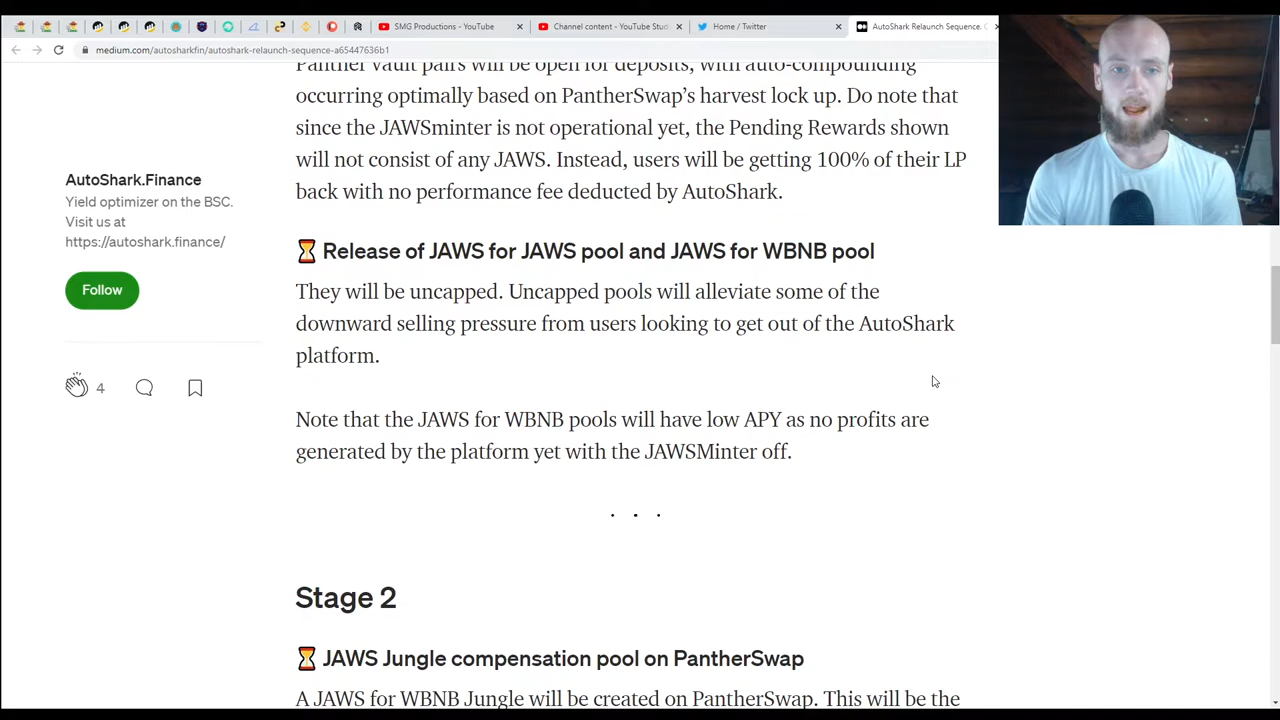 SMG Productions - YouTube
Channel content - YouTube Stud
Home / Twitter
AutoShark Relaunch Sequence.
medium.com/autosharkfin/autoshark-relaunch-sequence-a65447636b1
Panther Vault pairs will be open for deposits, with auto-compounding
occurring optimally based on PantherSwap's harvest lock up. Do note that
since the JAWSminter is not operational yet, the Pending Rewards shown
will not consist of any JAWS. Instead, users will be getting 100% of their LP
back with no performance fee deducted by AutoShark.
AutoShark.Finance
Yield optimizer on the BSC.
Visit us at
https://autoshark.finance/
Follow
4
Release of JAWS for JAWS pool and JAWS for WBNB pool
They will be uncapped. Uncapped pools will alleviate some of the
downward selling pressure from users looking to get out of the AutoShark
platform.
Note that the JAWS for WBNB pools will have low APY as no profits are
generated by the platform yet with the JAWSMinter off.
. . .
Stage 2
JAWS Jungle compensation pool on PantherSwap
A JAWS for WBNB Jungle will be created on PantherSwap. This will be the